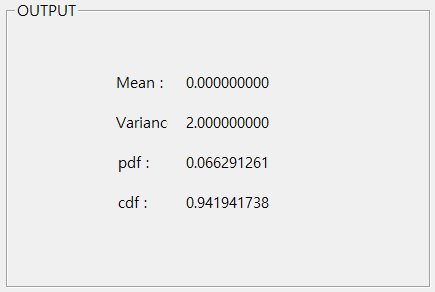 OUTPUT
Mean : 0.000000000
Varianc 2.000000000
pdf : 0.066291261
cdf : 0.941941738